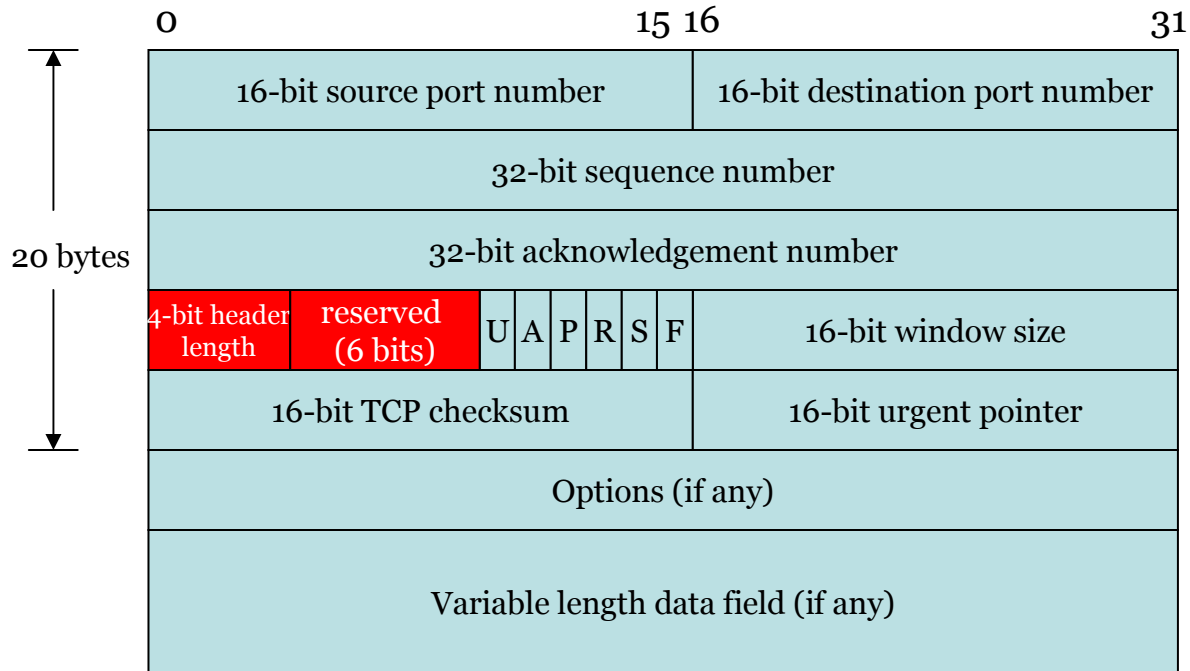 0 15 16 31
16-bit source port number 16-bit destination port number
32-bit sequence number
32-bit acknowledgement number
20 bytes
4-bit header
length
reserved
(6 bits)
U A P R S F
16-bit window size
16-bit TCP checksum 16-bit urgent pointer
Options (if any)
Variable length data field (if any)